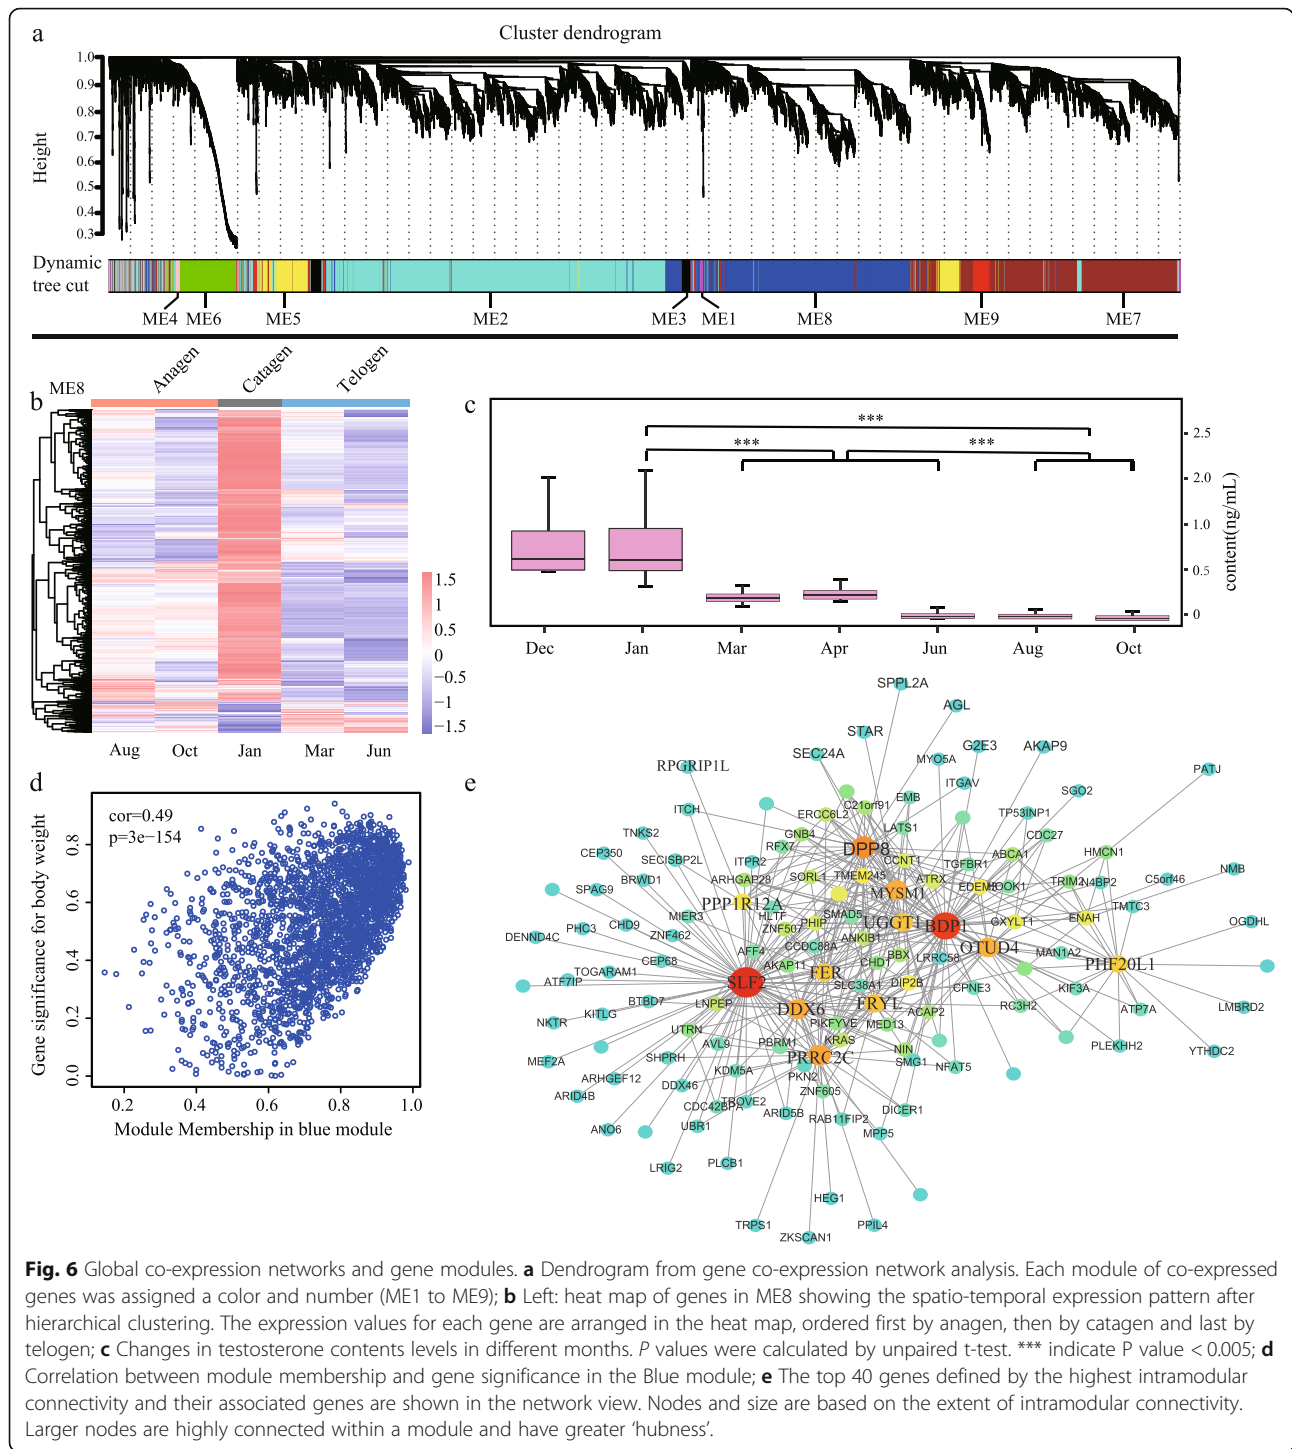 a
Cluster dendrogram
Height
1.0
0.9
0.8
0.7
0.6
0.5
0.4
0.3
Dynamic
tree cut
ME4 ME6 ME5 ME2 ME3 ME1 ME8 ME9 ME7
b
ME8
Anagen
Catagen
Telogen
1.5
1
0.5
0
−0.5
−1
−1.5
Aug Oct Jan Mar Jun
c
***
*** ***
2.5
2.0
1.0
0.5
0
content(ng/mL)
Dec Jan Mar Apr Jun Aug Oct
d
cor=0.49
p=3e−154
Gene significance for body weight
0.8
0.6
0.4
0.2
0.0
0.2 0.4 0.6 0.8 1.0
Module Membership in blue module
e
SPPL2A
AGL
STAR
SEC24A
G2E3
AKAP9
MYO5A
RPGRIP1L
PATJ
ITGAV
SGO2
ITCH
C21orf91
EMB
ERCC6L2
TP53INP1
TNKS2
GNB4
LATS1
CDC27
CEP350
SECISBP2L
ITPR2
RFX7
DPP8
CCNT1
TGFBR1
ABCA1
HMCN1
NMB
BRWD1
ARHGAP29
SORL1
TMEM245
ATRX
EDEM3
DOK1
TRIM2
N4BP2
C5orf46
SPAG9
PPP1R12A
MYSM1
TMTC3
MIER3
HLTF
SMAD5
UGGT1
BDP1
GXYLT1
ENAH
OGDHL
PHC3
CHD9
ZNF462
ZNF507
PHIP
ANKIB1
DENND4C
AFF4
CCDC88A
BBX
OTUD4
MAN1A2
CEP68
AKAP11
CHD1
LRRC58
PHF20L1
TOGARAM1
FER
ATF7IP
SLF2
SLC38A1
DIP2B
CPNE3
KIF3A
BTBD7
LNPEP
DDX6
FRYL
ACAP2
RC3H2
ATP7A
LMBRD2
KITLG
NKTR
UTRN
PIKFYVE
MED13
AVL9
PBRM1
KRAS
NIN
PLEKHH2
YTHDC2
MEF2A
SHPRH
PRRC2C
SMG1
NFAT5
KDM5A
PKN2
ARHGEF12
DDX46
ZNF605
ARID4B
CDC42BPA
TROVE2
ARID5B
RAB11FIP2
DICER1
ANO6
UBR1
MPP5
LRIG2
PLCB1
HEG1
TRPS1
ZKSCAN1
PPIL4
Fig. 6 Global co-expression networks and gene modules. a Dendrogram from gene co-expression network analysis. Each module of co-expressed
genes was assigned a color and number (ME1 to ME9); b Left: heat map of genes in ME8 showing the spatio-temporal expression pattern after
hierarchical clustering. The expression values for each gene are arranged in the heat map, ordered first by anagen, then by catagen and last by
telogen; c Changes in testosterone contents levels in different months. P values were calculated by unpaired t-test. *** indicate P value < 0.005; d
Correlation between module membership and gene significance in the Blue module; e The top 40 genes defined by the highest intramodular
connectivity and their associated genes are shown in the network view. Nodes and size are based on the extent of intramodular connectivity.
Larger nodes are highly connected within a module and have greater ‘hubness’.